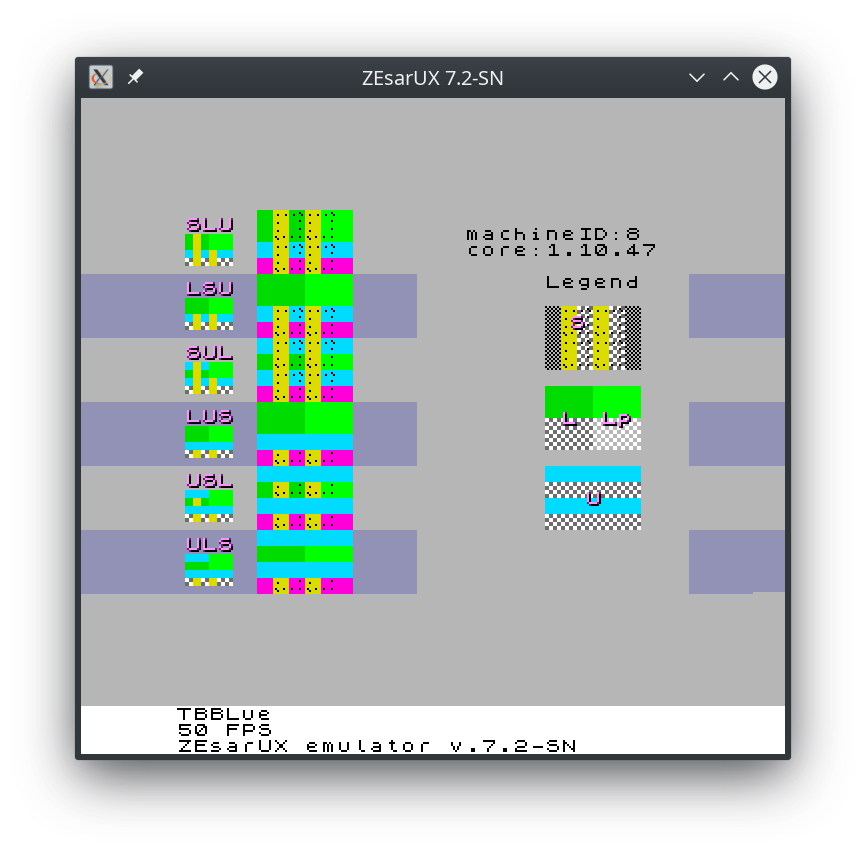 ZEsarUX 7.2-SN
SLU
LSU
SUL
LUS
USL
ULS
machineID:8
core:1.10.47
Legend
S
L Lp
U
TBBLue
50 FPS
ZEsarUX emulator v.7.2-SN